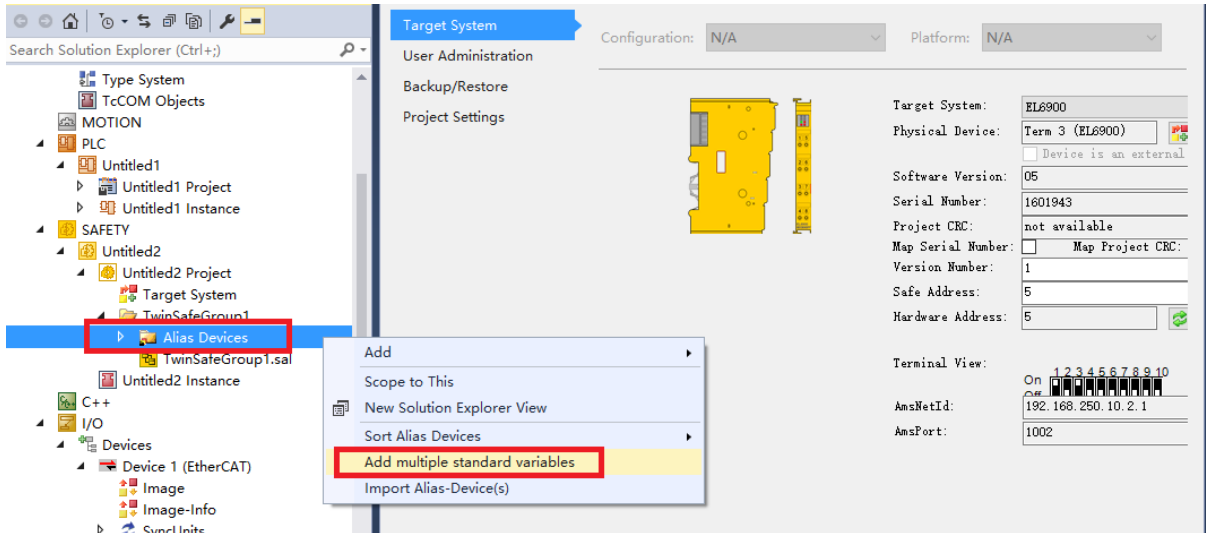 Search Solution Explorer (Ctrl+;)
Type System
TcCOM Objects
MOTION
PLC
Untitled1
Untitled1 Project
Untitled1 Instance
SAFETY
Untitled2
Untitled2 Project
Target System
TwinSafeGroup1
Alias Devices
TwinSafeGroup1.sal
Untitled2 Instance
C++
I/O
Devices
Device 1 (EtherCAT)
Image
Image-Info
SyncUnits
Add
Scope to This
New Solution Explorer View
Sort Alias Devices
Add multiple standard variables
Import Alias-Device(s)
Target System
User Administration
Backup/Restore
Project Settings
Configuration: N/A Platform: N/A
Target System: EL6900
Physical Device: Term 3 (EL6900)
Device is an external
Software Version: 05
Serial Number: 1601943
Project CRC: not available
Map Serial Number: Map Project CRC:
Version Number: 1
Safe Address: 5
Hardware Address: 5
Terminal View:
1 2 3 4 5 6 7 8 9 10
On
Off
AmsNetId: 192.168.250.10.2.1
AmsPort: 1002